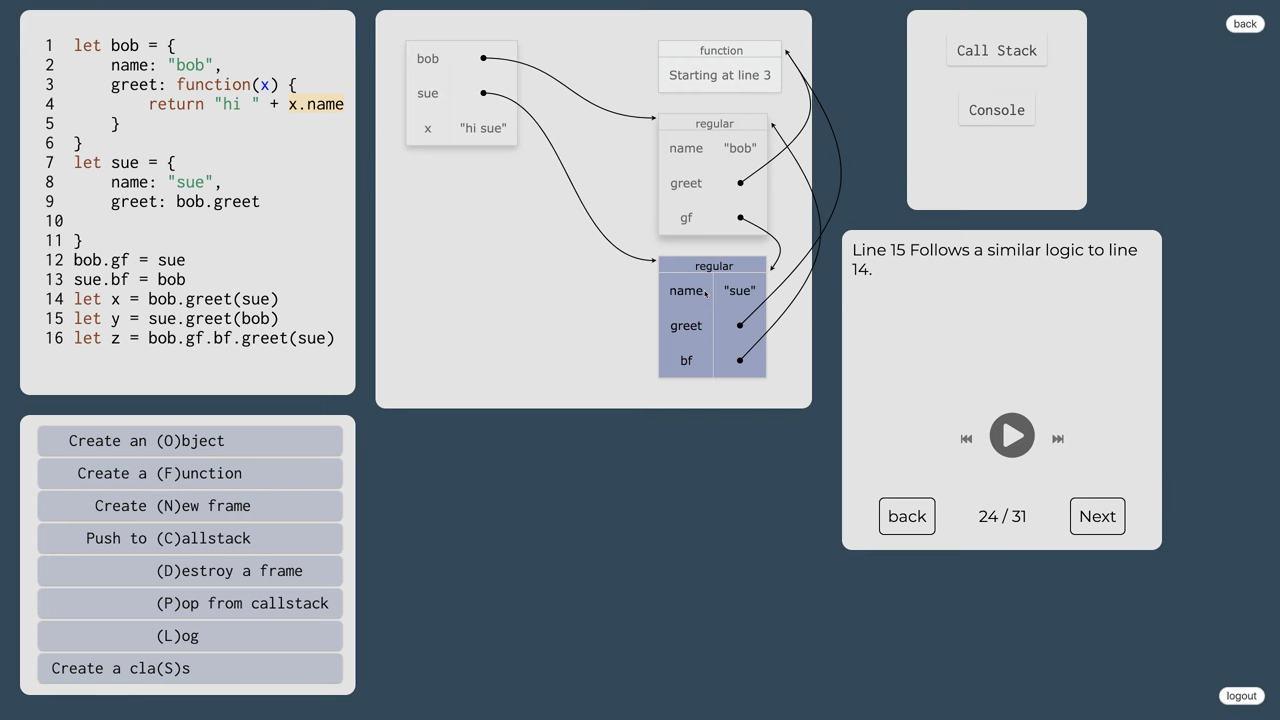 1 let bob = {
2 name: "bob",
3 greet: function(x) {
4 return "hi " + x.name
5 }
6 }
7 let sue = {
8 name: "sue",
9 greet: bob.greet
10
11 }
12 bob.gf = sue
13 sue.bf = bob
14 let x = bob.greet(sue)
15 let y = sue.greet(bob)
16 let z = bob.gf.bf.greet(sue)
Create an (O)bject
Create a (F)unction
Create (N)ew frame
Push to (C)allstack
(D)estroy a frame
(P)op from callstack
(L)og
Create a cla(S)s
bob
sue
x "hi sue"
function
Starting at line 3
regular
name "bob"
greet
gf
regular
name "sue"
greet
bf
Call Stack
Console
back
Line 15 Follows a similar logic to line
14.
back 24 / 31 Next
logout